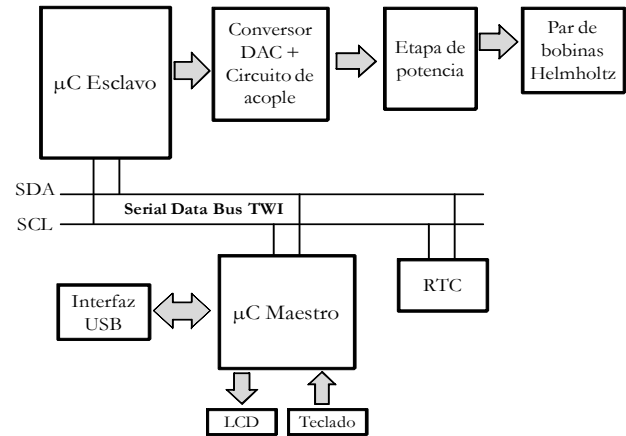 μC Esclavo
Conversor
DAC +
Circuito de
acople
Etapa de
potencia
Par de
bobinas
Helmholtz
SDA
Serial Data Bus TWI
SCL
Interfaz
USB
μC Maestro
RTC
LCD
Teclado